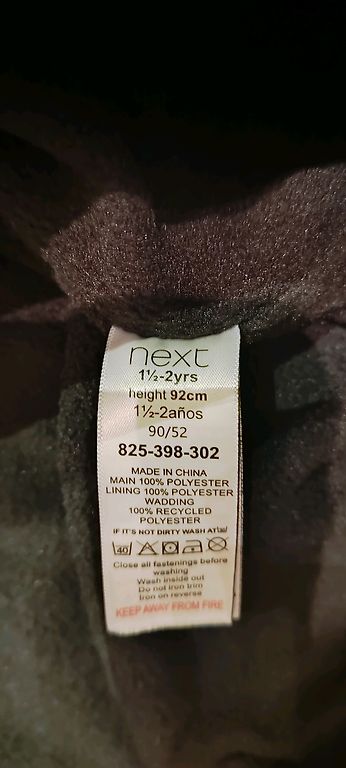 next
1½-2yrs
height 92cm
1½-2años
90/52
825-398-302
MADE IN CHINA
MAIN 100% POLYESTER
LINING 100% POLYESTER
WADDING
100% RECYCLED
POLYESTER
IF IT'S NOT DIRTY WASH AT
40
Close all fastenings before
washing
Wash inside out
Do not iron trim
Iron on reverse
KEEP AWAY FROM FIRE